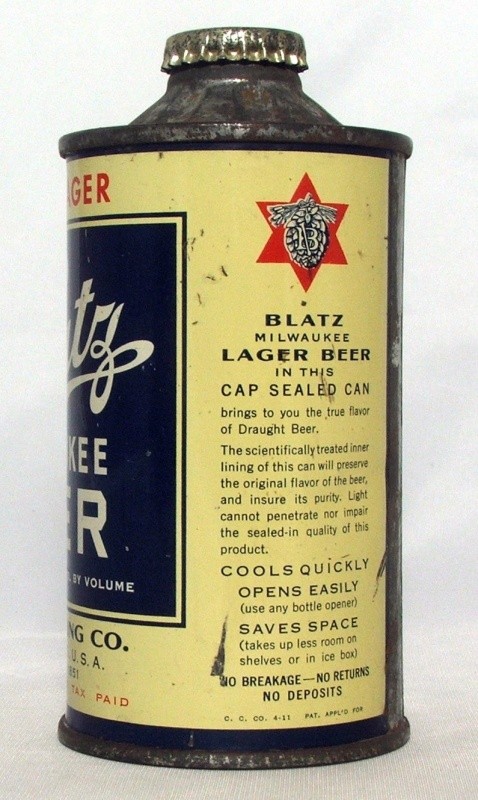 AGER
tz
KEE
ER
BY VOLUME
NG CO.
U.S.A.
TAX PAID
B
BLATZ
MILWAUKEE
LAGER BEER
IN THIS
CAP SEALED CAN
brings to you the true flavor
of Draught Beer.
The scientifically treated inner
lining of this can will preserve
the original flavor of the beer,
and insure its purity. Light
cannot penetrate nor impair
the sealed-in quality of this
product.
COOLS QUICKLY
OPENS EASILY
(use any bottle opener)
SAVES SPACE
(takes up less room on
shelves or in ice box)
NO BREAKAGE—NO RETURNS
NO DEPOSITS
C. C. CO. 4-11 PAT. APPL'D FOR